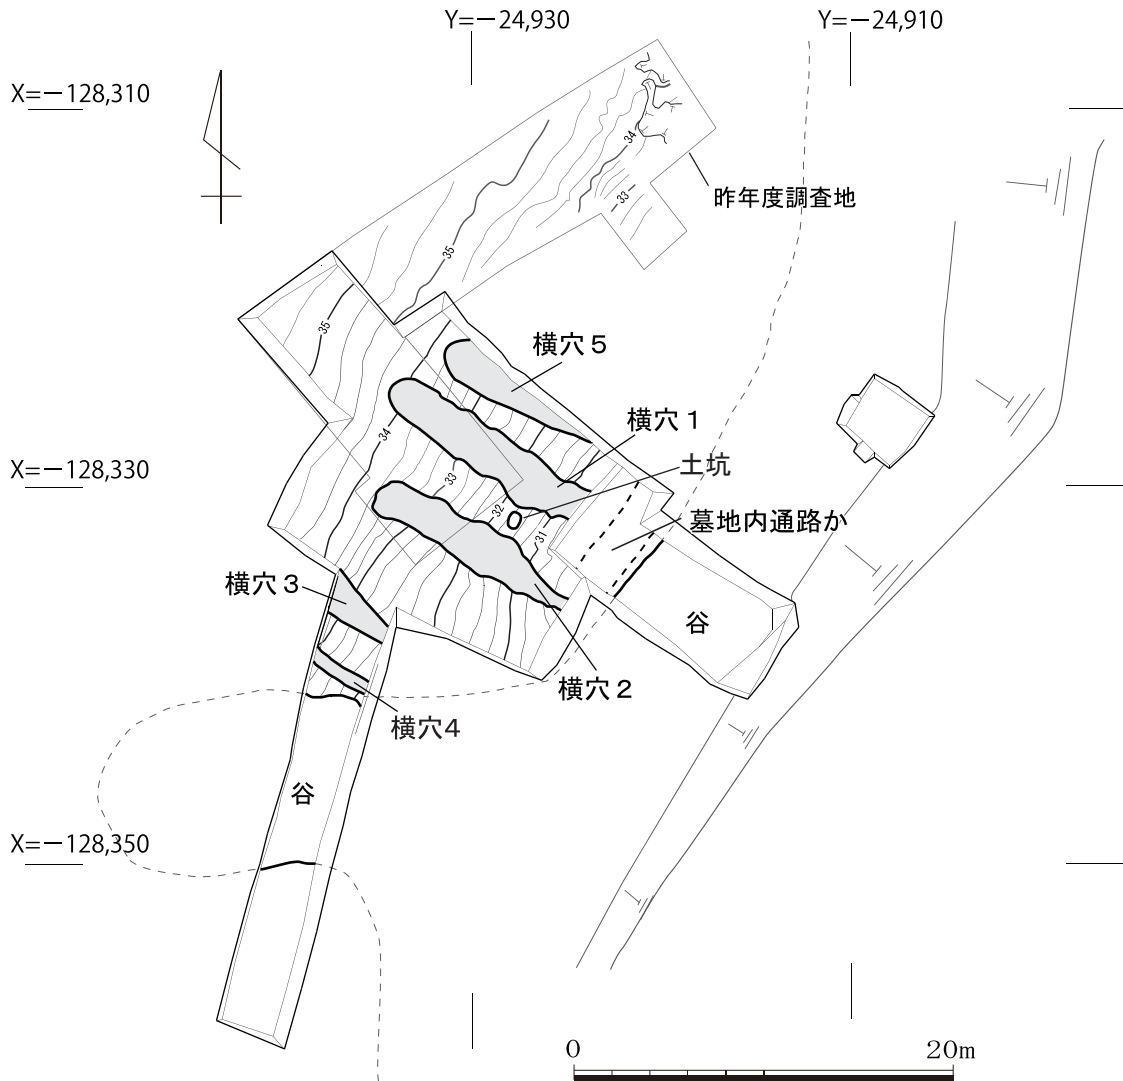 Y=－24,930
Y=－24,910
X=－128,310
34
33
昨年度調査地
35
35
横穴５
横穴１
34
X=－128,330
土坑
33
32
墓地内通路か
31
横穴３
谷
横穴２
横穴4
谷
X=－128,350
0
20m